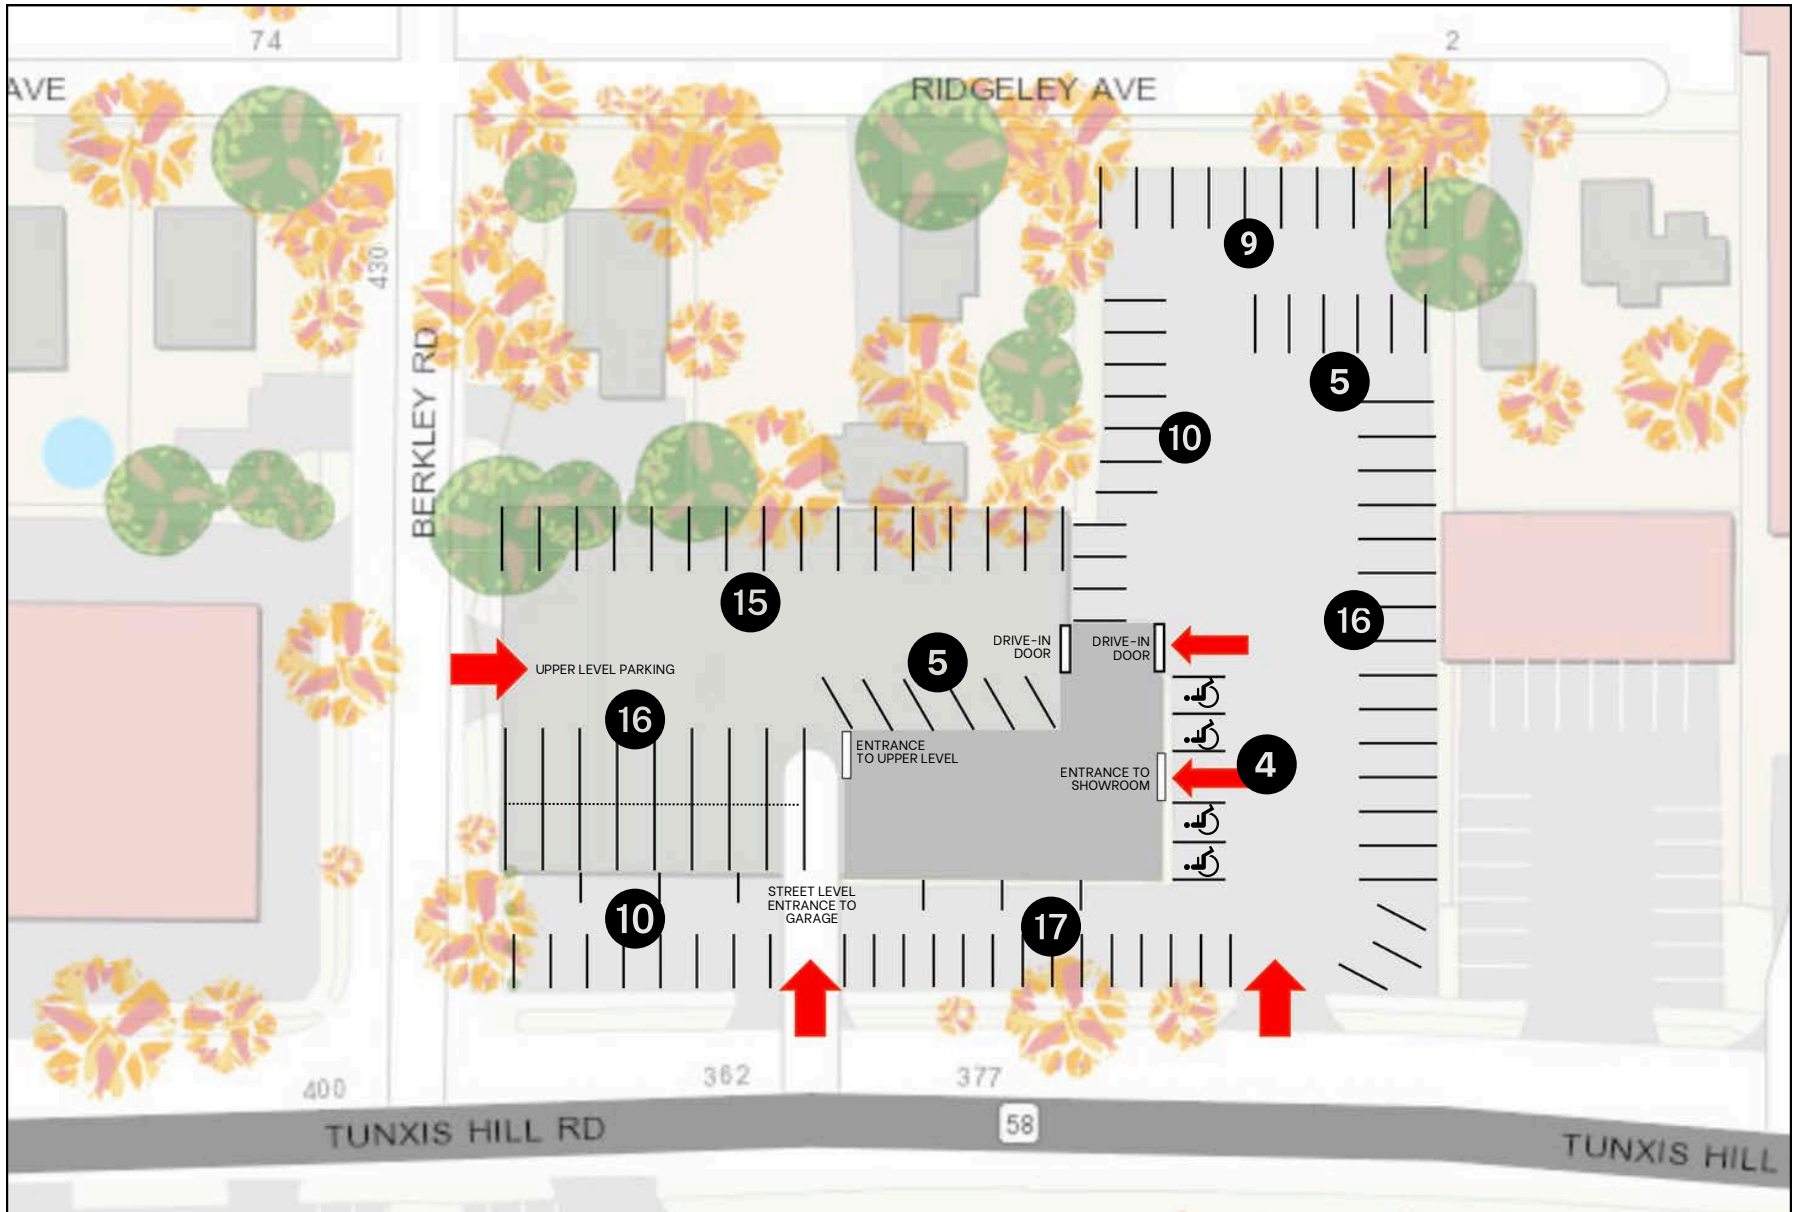 74
2
AVE
RIDGELEY AVE
430
BERKLEY RD
9
5
10
15
16
DRIVE-IN
DOOR
DRIVE-IN
DOOR
5
UPPER LEVEL PARKING
16
ENTRANCE
TO UPPER LEVEL
ENTRANCE TO
SHOWROOM
4
STREET LEVEL
ENTRANCE TO
GARAGE
10
17
362
377
400
58
TUNXIS HILL RD
TUNXIS HILL